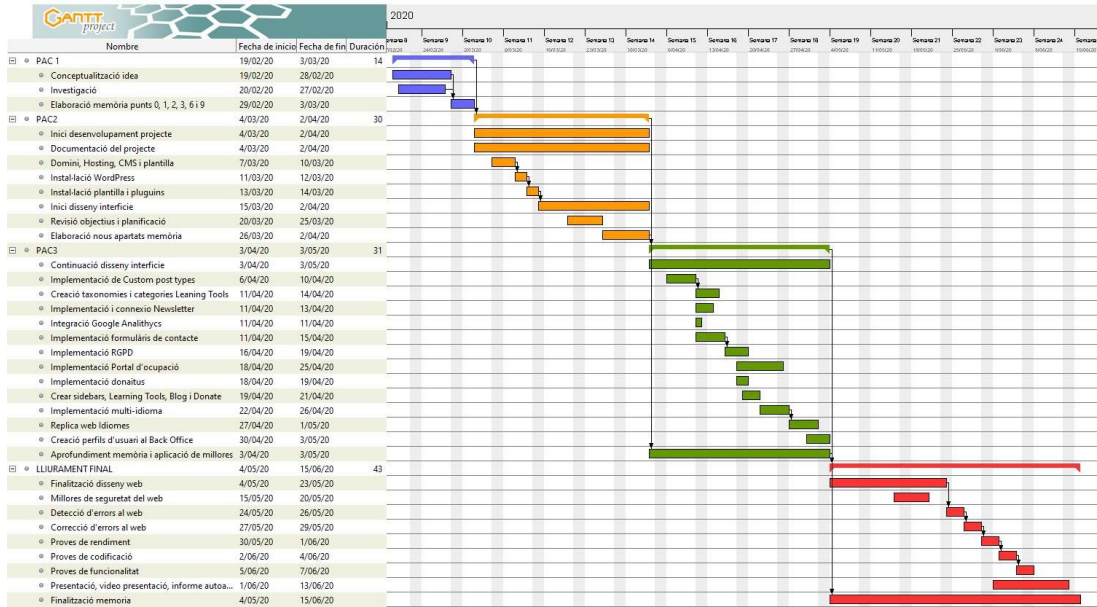 GANTT project
2020
Nombre Fecha de inicio Fecha de fin Duración
Semana 9 Semana 10 Semana 11 Semana 12 Semana 13 Semana 14 Semana 15 Semana 16 Semana 17 Semana 18 Semana 19 Semana 20 Semana 21 Semana 22 Semana 23 Semana 24
PAC 1 19/02/20 3/03/20 14
Conceptualització idea 19/02/20 28/02/20
Investigació 20/02/20 27/02/20
Elaboració memòria punts 0, 1, 2, 3, 6 i 9 29/02/20 3/03/20
PAC2 4/03/20 2/04/20 30
Inici desenvolupament projecte 4/03/20 2/04/20
Documentació del projecte 4/03/20 2/04/20
Domini, Hosting, CMS i plantilla 7/03/20 10/03/20
Instal·lació WordPress 11/03/20 12/03/20
Instal·lació plantilla i pluguins 13/03/20 14/03/20
Inici disseny interficie 15/03/20 2/04/20
Revisió objectius i planificació 20/03/20 25/03/20
Elaboració nous apartats memòria 26/03/20 2/04/20
PAC3 3/04/20 3/05/20 31
Continuació disseny interficie 3/04/20 3/05/20
Implementació de Custom post types 6/04/20 10/04/20
Creació taxonomies i categories Leaning Tools 11/04/20 14/04/20
Implementació i connexio Newsletter 11/04/20 13/04/20
Integració Google Analithycs 11/04/20 11/04/20
Implementació formulàris de contacte 11/04/20 15/04/20
Implementació RGPD 16/04/20 19/04/20
Implementació Portal d'ocupació 18/04/20 25/04/20
Implementació donaitus 18/04/20 19/04/20
Crear sidebars, Learning Tools, Blog i Donate 19/04/20 21/04/20
Implementació multi-idioma 22/04/20 26/04/20
Replica web Idiomes 27/04/20 1/05/20
Creació perfils d'usuari al Back Office 30/04/20 3/05/20
Aprofundiment memòria i aplicació de millores 3/04/20 3/05/20
LLIURAMENT FINAL 4/05/20 15/06/20 43
Finalització disseny web 4/05/20 23/05/20
Millores de seguretat del web 15/05/20 20/05/20
Detecció d'errors al web 24/05/20 26/05/20
Correcció d'errors al web 27/05/20 29/05/20
Proves de rendiment 30/05/20 1/06/20
Proves de codificació 2/06/20 4/06/20
Proves de funcionalitat 5/06/20 7/06/20
Presentació, video presentació, informe autoa... 1/06/20 13/06/20
Finalització memoria 4/05/20 15/06/20